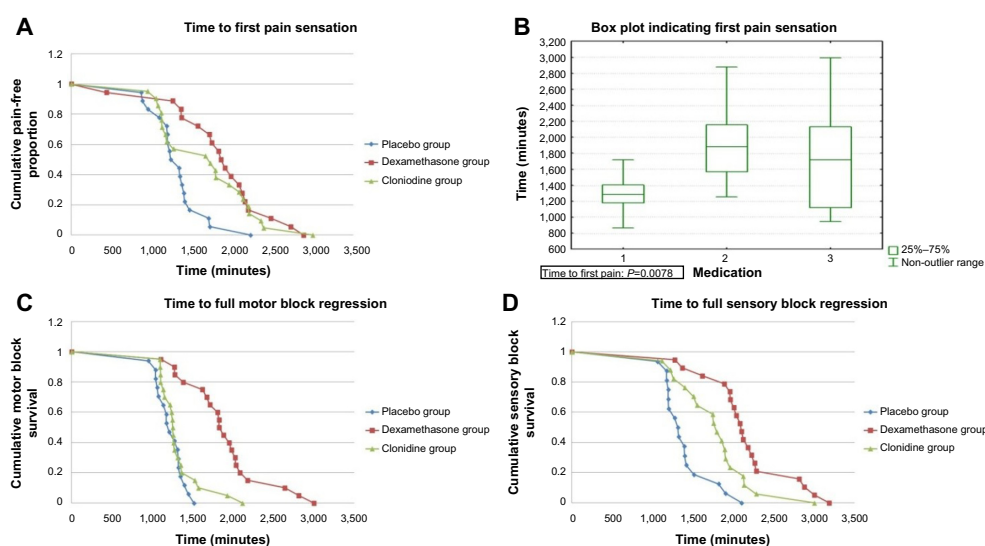 A
Time to first pain sensation
1.2
1
0.8
0.6
0.4
0.2
0
0
500
1,000
1,500
2,000
2,500
3,000
3,500
Cumulative pain-free
proportion
Time (minutes)
Placebo group
Dexamethasone group
Cloniodine group
B
Box plot indicating first pain sensation
3,200
3,000
2,800
2,600
2,400
2,200
2,000
1,800
1,600
1,400
1,200
1,000
800
600
Time (minutes)
1
2
3
Time to first pain: P=0.0078
Medication
25%–75%
Non-outlier range
C
Time to full motor block regression
1.2
1
0.8
0.6
0.4
0.2
0
0
500
1,000
1,500
2,000
2,500
3,000
3,500
Cumulative motor block
survival
Time (minutes)
Placebo group
Dexamethasone group
Clonidine group
D
Time to full sensory block regression
1.2
1
0.8
0.6
0.4
0.2
0
0
500
1,000
1,500
2,000
2,500
3,000
3,500
Cumulative sensory block
survival
Time (minutes)
Placebo group
Dexamethasone group
Clonidine group